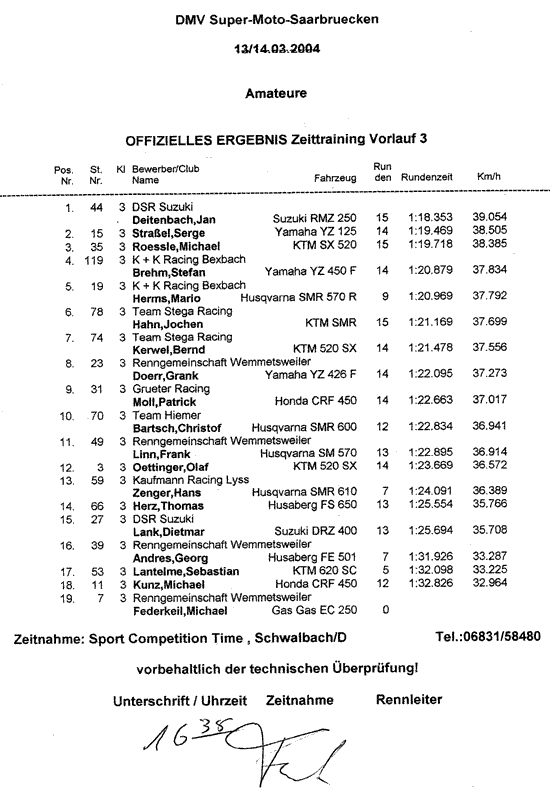 DMV Super-Moto-Saarbruecken
13/14.03.2004
Amateure
OFFIZIELLES ERGEBNIS Zeittraining Vorlauf 3
Pos. St. Kl Bewerber/Club Run
Nr. Nr. Name Fahrzeug den Rundenzeit Km/h
1. 44 3 DSR Suzuki
Deitenbach,Jan Suzuki RMZ 250 15 1:18.353 39.054
2. 15 3 Straßel,Serge Yamaha YZ 125 14 1:19.469 38.505
3. 35 3 Roessle,Michael KTM SX 520 15 1:19.718 38.385
4. 119 3 K + K Racing Bexbach
Brehm,Stefan Yamaha YZ 450 F 14 1:20.879 37.834
5. 19 3 K + K Racing Bexbach
Herms,Mario Husqvarna SMR 570 R 9 1:20.969 37.792
6. 78 3 Team Stega Racing
Hahn,Jochen KTM SMR 15 1:21.169 37.699
7. 74 3 Team Stega Racing
Kerwel,Bernd KTM 520 SX 14 1:21.478 37.556
8. 23 3 Renngemeinschaft Wemmetsweiler
Doerr,Grank Yamaha YZ 426 F 14 1:22.095 37.273
9. 31 3 Grueter Racing
Moll,Patrick Honda CRF 450 14 1:22.663 37.017
10. 70 3 Team Hiemer
Bartsch,Christof Husqvarna SMR 600 12 1:22.834 36.941
11. 49 3 Renngemeinschaft Wemmetsweiler
Linn,Frank Husqvarna SM 570 13 1:22.895 36.914
12. 3 3 Oettinger,Olaf KTM 520 SX 14 1:23.669 36.572
13. 59 3 Kaufmann Racing Lyss
Zenger,Hans Husqvarna SMR 610 7 1:24.091 36.389
14. 66 3 Herz,Thomas Husaberg FS 650 13 1:25.554 35.766
15. 27 3 DSR Suzuki
Lank,Dietmar Suzuki DRZ 400 13 1:25.694 35.708
16. 39 3 Renngemeinschaft Wemmetsweiler
Andres,Georg Husaberg FE 501 7 1:31.926 33.287
17. 53 3 Lantelme,Sebastian KTM 620 SC 5 1:32.098 33.225
18. 11 3 Kunz,Michael Honda CRF 450 12 1:32.826 32.964
19. 7 3 Renngemeinschaft Wemmetsweiler
Federkeil,Michael Gas Gas EC 250 0
Zeitnahme: Sport Competition Time , Schwalbach/D Tel.:06831/58480
vorbehaltlich der technischen Überprüfung!
Unterschrift / Uhrzeit Zeitnahme Rennleiter
16 38